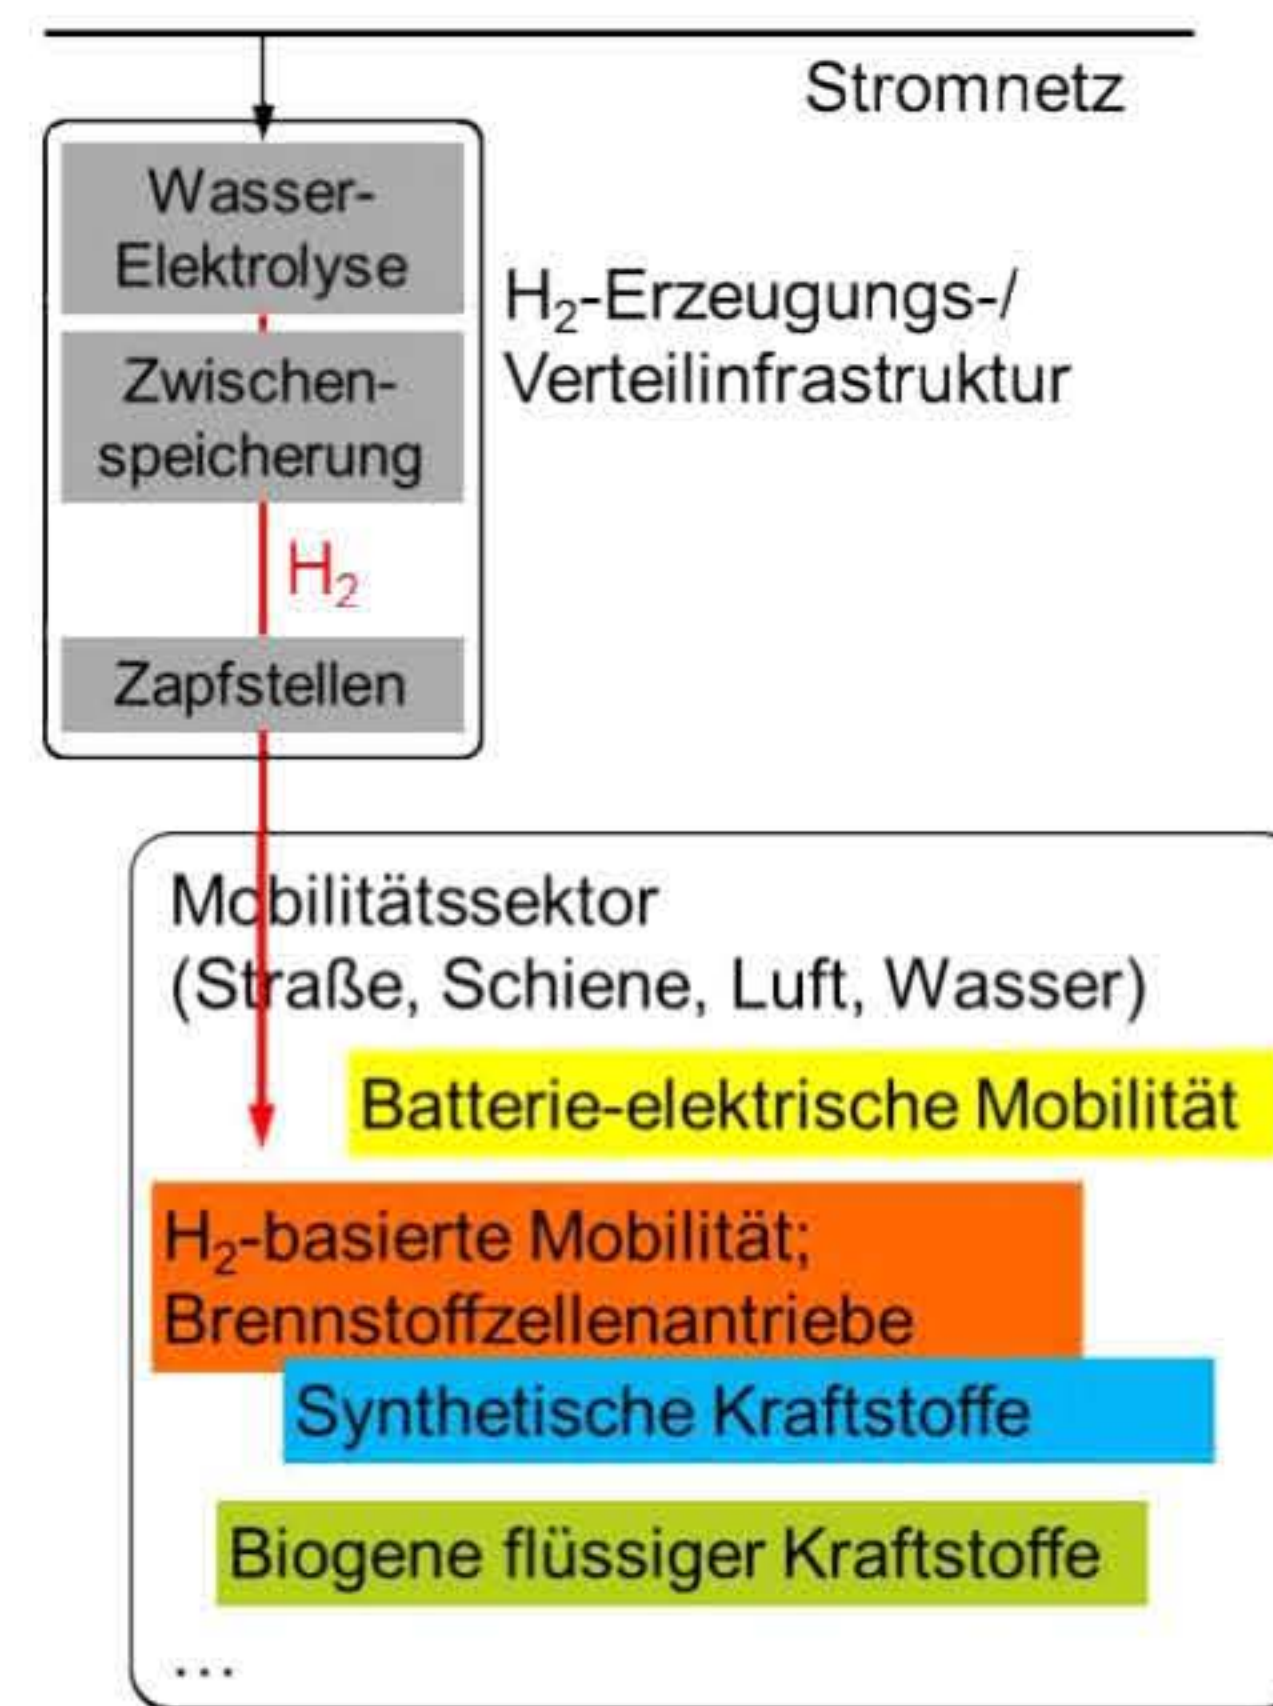 Stromnetz
Wasser-
Elektrolyse
H₂-Erzeugungs-/
Verteilinfrastruktur
Zwischen-
speicherung
H₂
Zapfstellen
Mobilitätssektor
(Straße, Schiene, Luft, Wasser)
Batterie-elektrische Mobilität
H₂-basierte Mobilität;
Brennstoffzellenantriebe
Synthetische Kraftstoffe
Biogene flüssiger Kraftstoffe
...